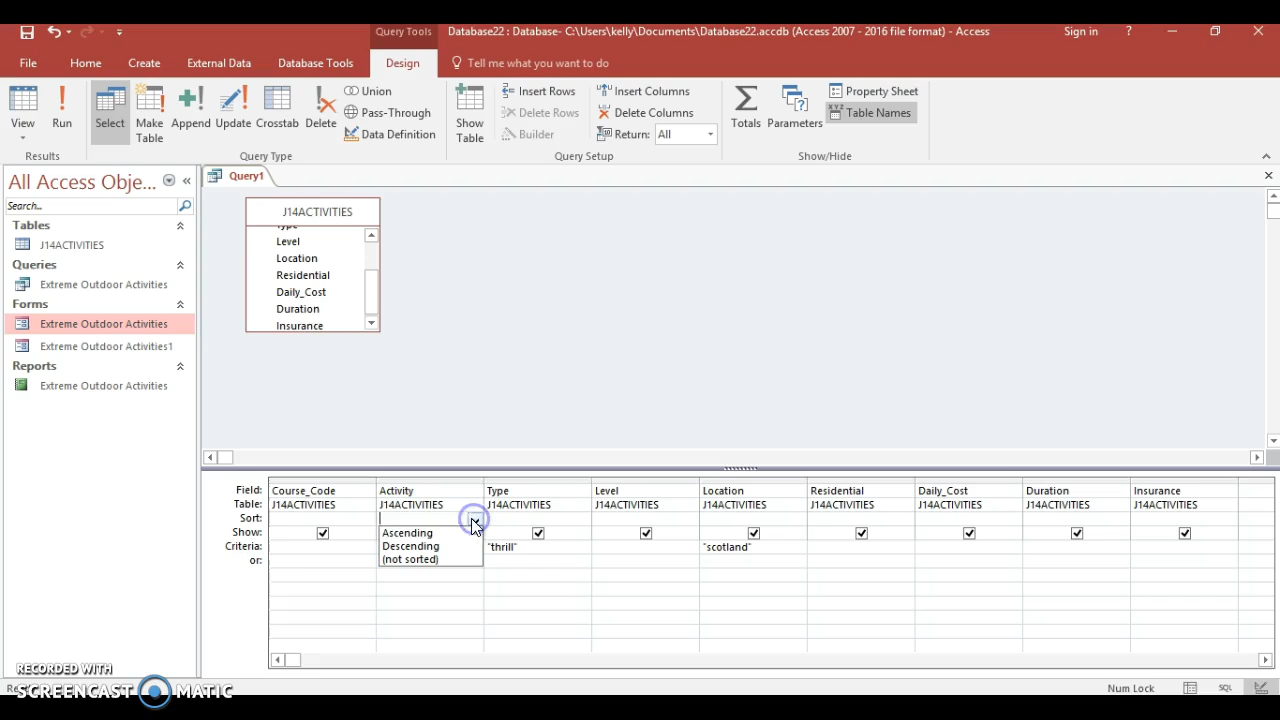 Query Tools
Database22 : Database- C:\Users\kelly\Documents\Database22.accdb (Access 2007 - 2016 file format) - Access
Sign in
?
File Home Create External Data Database Tools Design Tell me what you want to do
View
Run
Results
Select
Make Table
Append
Update
Crosstab
Delete
Union
Pass-Through
Data Definition
Query Type
Show Table
Insert Rows
Delete Rows
Builder
Insert Columns
Delete Columns
Return: All
Query Setup
Totals
Parameters
Property Sheet
XYZ
Table Names
Show/Hide
All Access Obje...
Search...
Tables
J14ACTIVITIES
Queries
Extreme Outdoor Activities
Forms
Extreme Outdoor Activities
Extreme Outdoor Activities1
Reports
Extreme Outdoor Activities
Query1
J14ACTIVITIES
Type
Level
Location
Residential
Daily_Cost
Duration
Insurance
Field: Course_Code Activity Type Level Location Residential Daily_Cost Duration Insurance
Table: J14ACTIVITIES J14ACTIVITIES J14ACTIVITIES J14ACTIVITIES J14ACTIVITIES J14ACTIVITIES J14ACTIVITIES J14ACTIVITIES J14ACTIVITIES
Sort:
Show: Ascending
Criteria: Descending "thrill" "scotland"
or: (not sorted)
RECORDED WITH
SCREENCAST MATIC
Num Lock
SQL